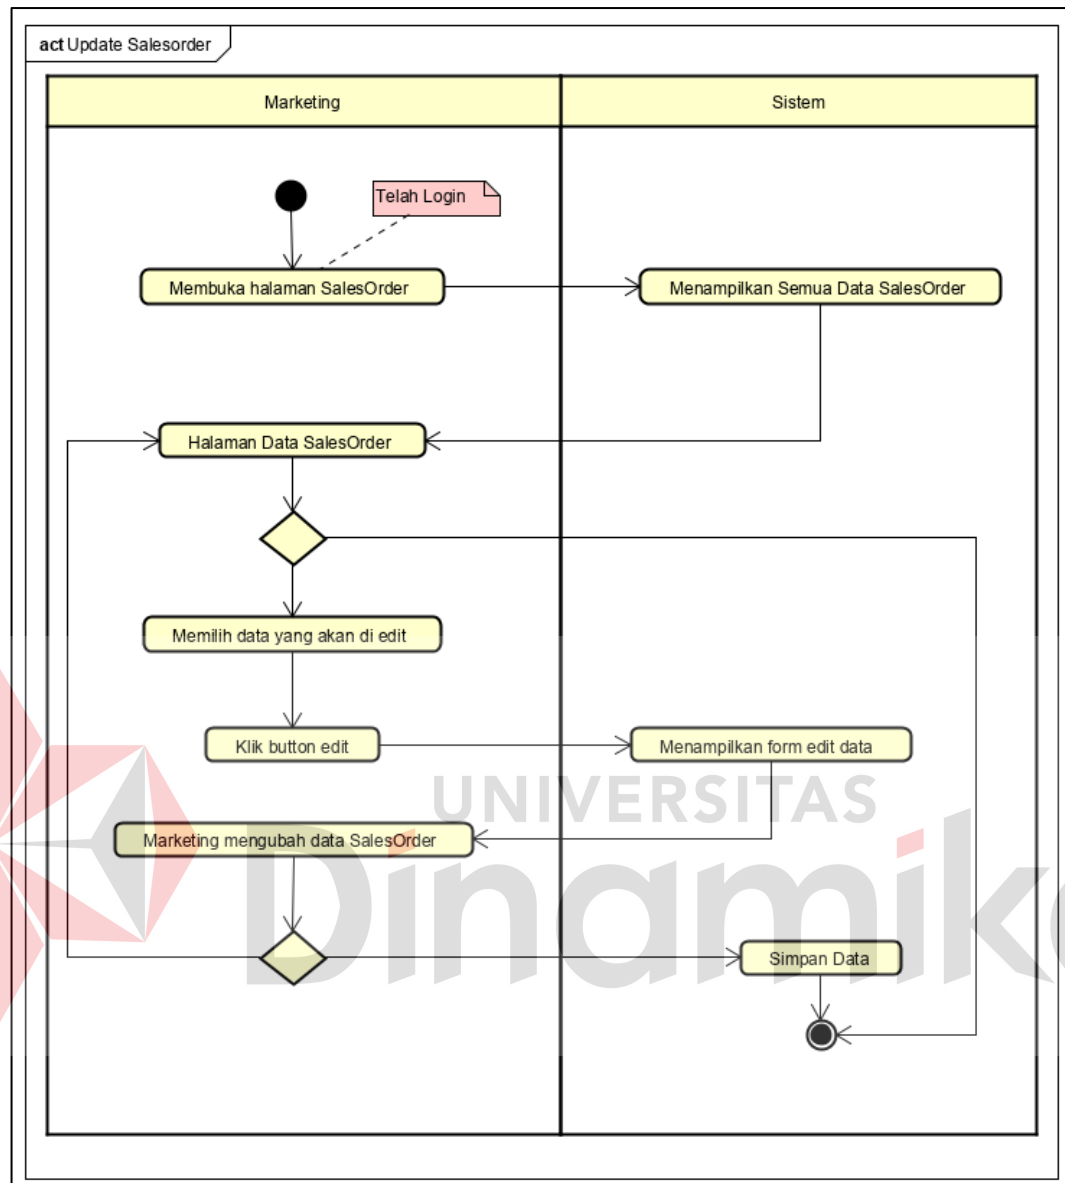 act Update Salesorder
Marketing
Sistem
Telah Login
Membuka halaman SalesOrder
Menampilkan Semua Data SalesOrder
Halaman Data SalesOrder
Memilih data yang akan di edit
Klik button edit
Menampilkan form edit data
UNIVERSITAS
Marketing mengubah data SalesOrder
Dinamika
Simpan Data